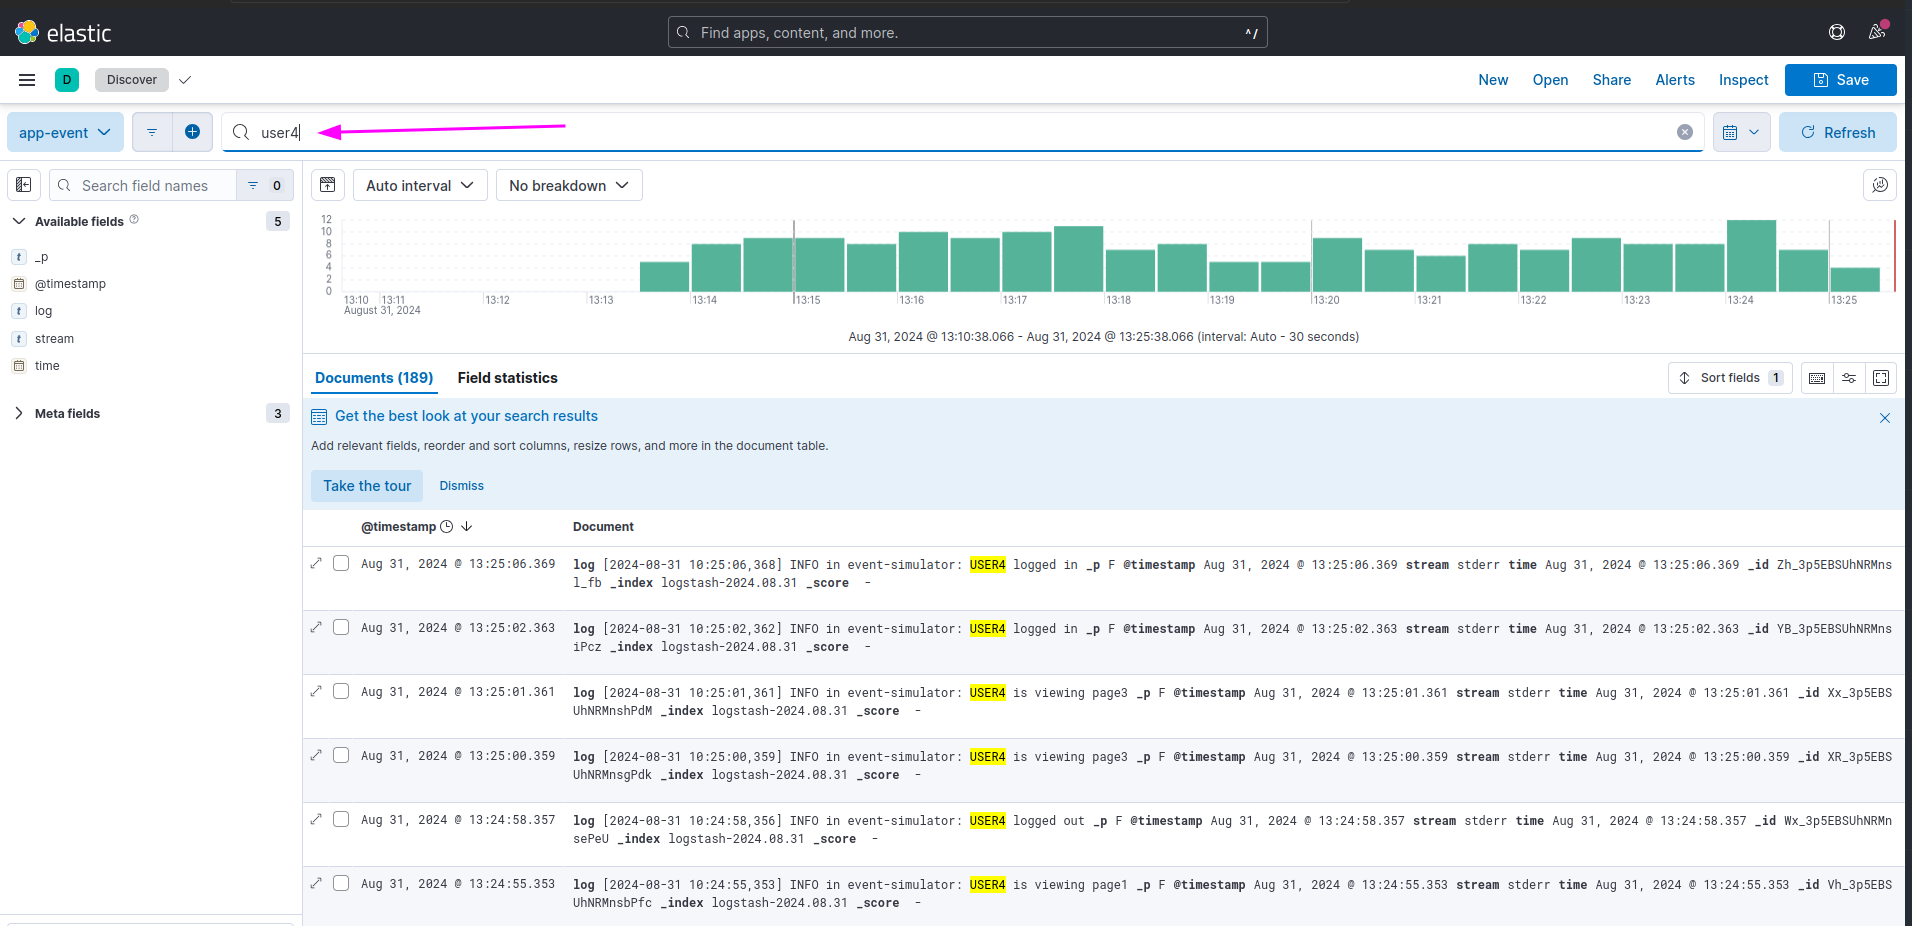 elastic
Find apps, content, and more.
^/
D
Discover
New
Open
Share
Alerts
Inspect
Save
app-event
user4
Refresh
Search field names
0
Auto interval
No breakdown
Available fields
5
t _p
@timestamp
t log
t stream
time
Meta fields
3
12
10
8
6
4
2
0
13:10 13:11 13:12 13:13 13:14 13:15 13:16 13:17 13:18 13:19 13:20 13:21 13:22 13:23 13:24 13:25
August 31, 2024
Aug 31, 2024 @ 13:10:38.066 - Aug 31, 2024 @ 13:25:38.066 (interval: Auto - 30 seconds)
Documents (189)
Field statistics
Sort fields 1
Get the best look at your search results
Add relevant fields, reorder and sort columns, resize rows, and more in the document table.
Take the tour
Dismiss
@timestamp
Document
Aug 31, 2024 @ 13:25:06.369 log [2024-08-31 10:25:06,368] INFO in event-simulator: USER4 logged in _p F @timestamp Aug 31, 2024 @ 13:25:06.369 stream stderr time Aug 31, 2024 @ 13:25:06.369 _id Zh_3p5EBSUhNRMns
l_fb _index logstash-2024.08.31 _score -
Aug 31, 2024 @ 13:25:02.363 log [2024-08-31 10:25:02,362] INFO in event-simulator: USER4 logged in _p F @timestamp Aug 31, 2024 @ 13:25:02.363 stream stderr time Aug 31, 2024 @ 13:25:02.363 _id YB_3p5EBSUhNRMns
iPcz _index logstash-2024.08.31 _score -
Aug 31, 2024 @ 13:25:01.361 log [2024-08-31 10:25:01,361] INFO in event-simulator: USER4 is viewing page3 _p F @timestamp Aug 31, 2024 @ 13:25:01.361 stream stderr time Aug 31, 2024 @ 13:25:01.361 _id Xx_3p5EBS
UhNRMnshPdM _index logstash-2024.08.31 _score -
Aug 31, 2024 @ 13:25:00.359 log [2024-08-31 10:25:00,359] INFO in event-simulator: USER4 is viewing page3 _p F @timestamp Aug 31, 2024 @ 13:25:00.359 stream stderr time Aug 31, 2024 @ 13:25:00.359 _id XR_3p5EBS
UhNRMnsgPdk _index logstash-2024.08.31 _score -
Aug 31, 2024 @ 13:24:58.357 log [2024-08-31 10:24:58,356] INFO in event-simulator: USER4 logged out _p F @timestamp Aug 31, 2024 @ 13:24:58.357 stream stderr time Aug 31, 2024 @ 13:24:58.357 _id Wx_3p5EBSUhNRMn
sePeU _index logstash-2024.08.31 _score -
Aug 31, 2024 @ 13:24:55.353 log [2024-08-31 10:24:55,353] INFO in event-simulator: USER4 is viewing page1 _p F @timestamp Aug 31, 2024 @ 13:24:55.353 stream stderr time Aug 31, 2024 @ 13:24:55.353 _id Vh_3p5EBS
UhNRMnsbPfc _index logstash-2024.08.31 _score -